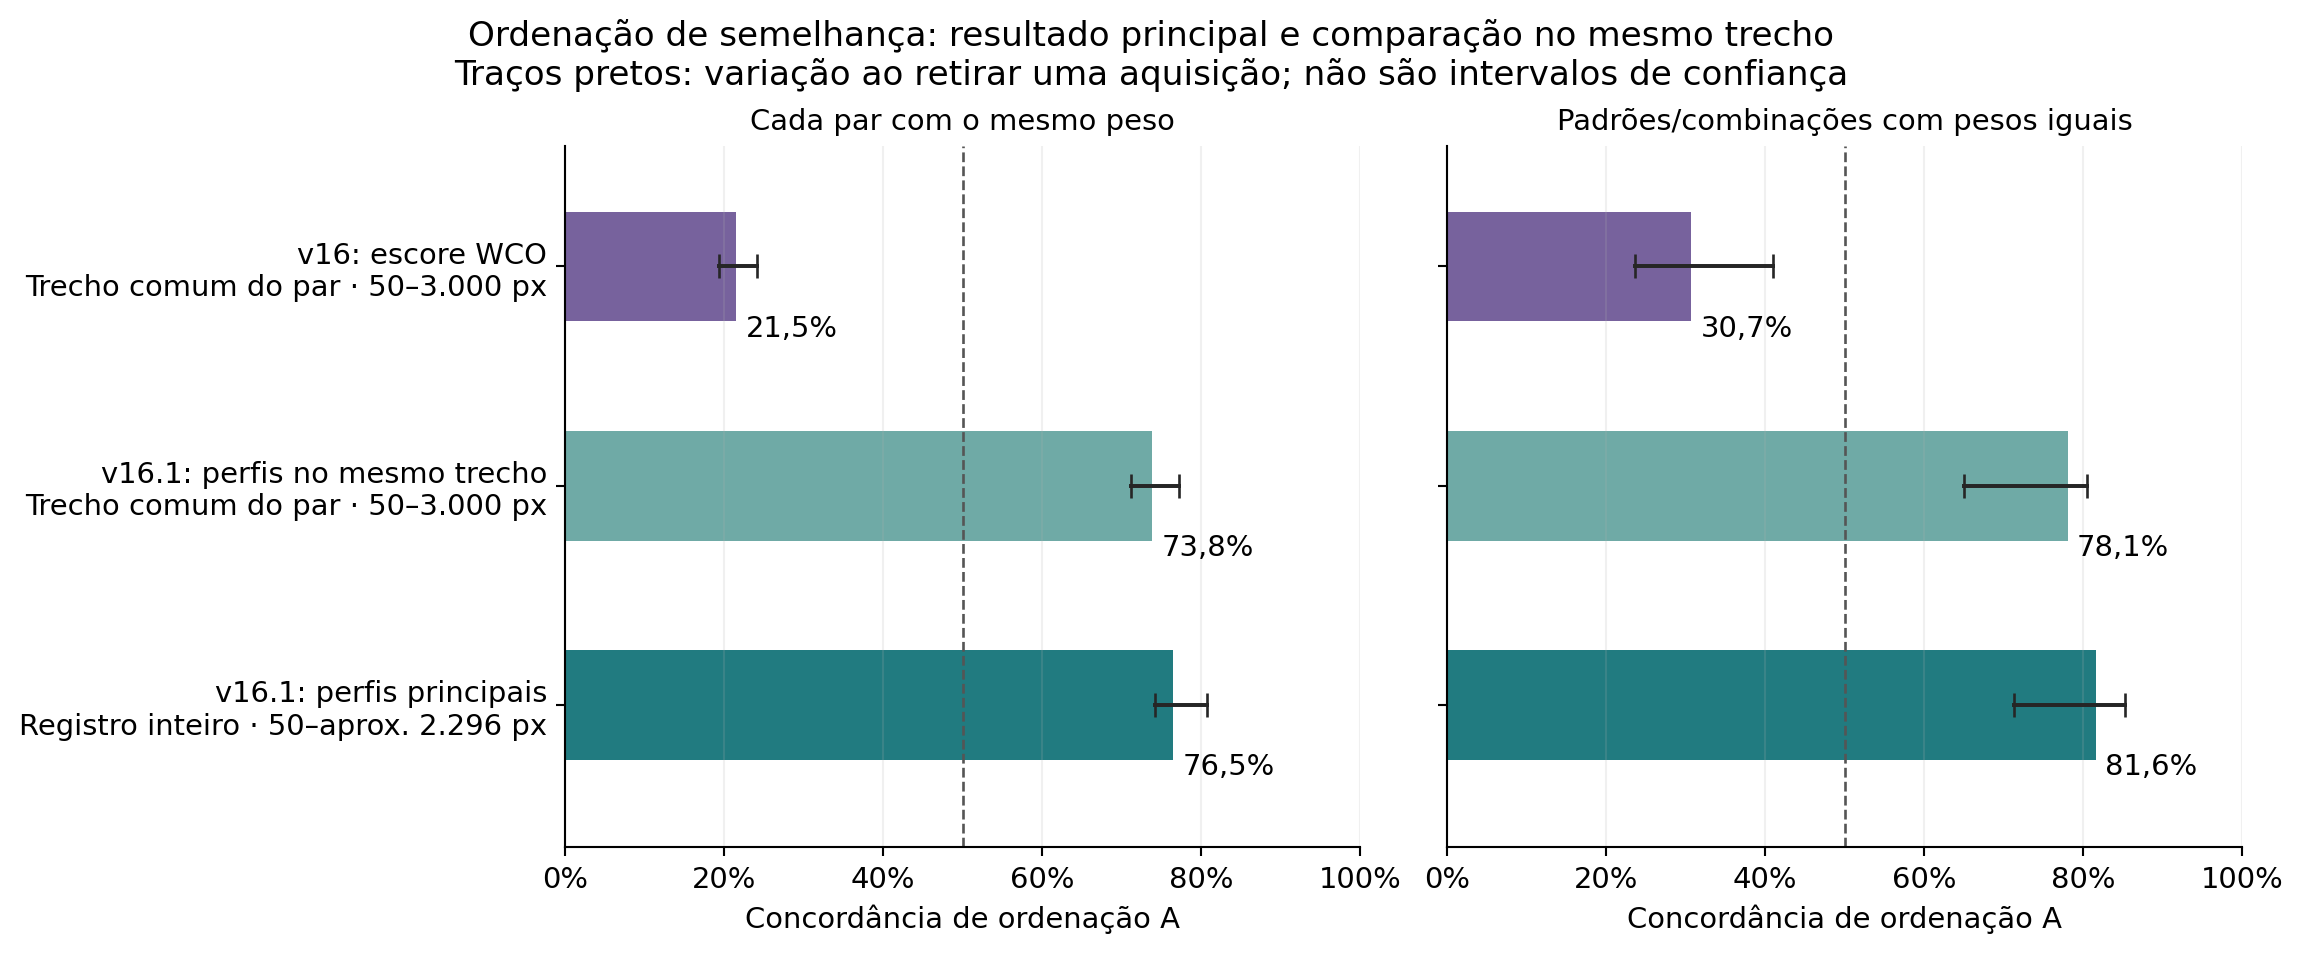 Ordenação de semelhança: resultado principal e comparação no mesmo trecho
Traços pretos: variação ao retirar uma aquisição; não são intervalos de confiança
Cada par com o mesmo peso
Padrões/combinações com pesos iguais
v16: escore WCO
Trecho comum do par · 50–3.000 px
21,5%
30,7%
v16.1: perfis no mesmo trecho
Trecho comum do par · 50–3.000 px
73,8%
78,1%
v16.1: perfis principais
Registro inteiro · 50–aprox. 2.296 px
76,5%
81,6%
0% 20% 40% 60% 80% 100%
0% 20% 40% 60% 80% 100%
Concordância de ordenação A
Concordância de ordenação A